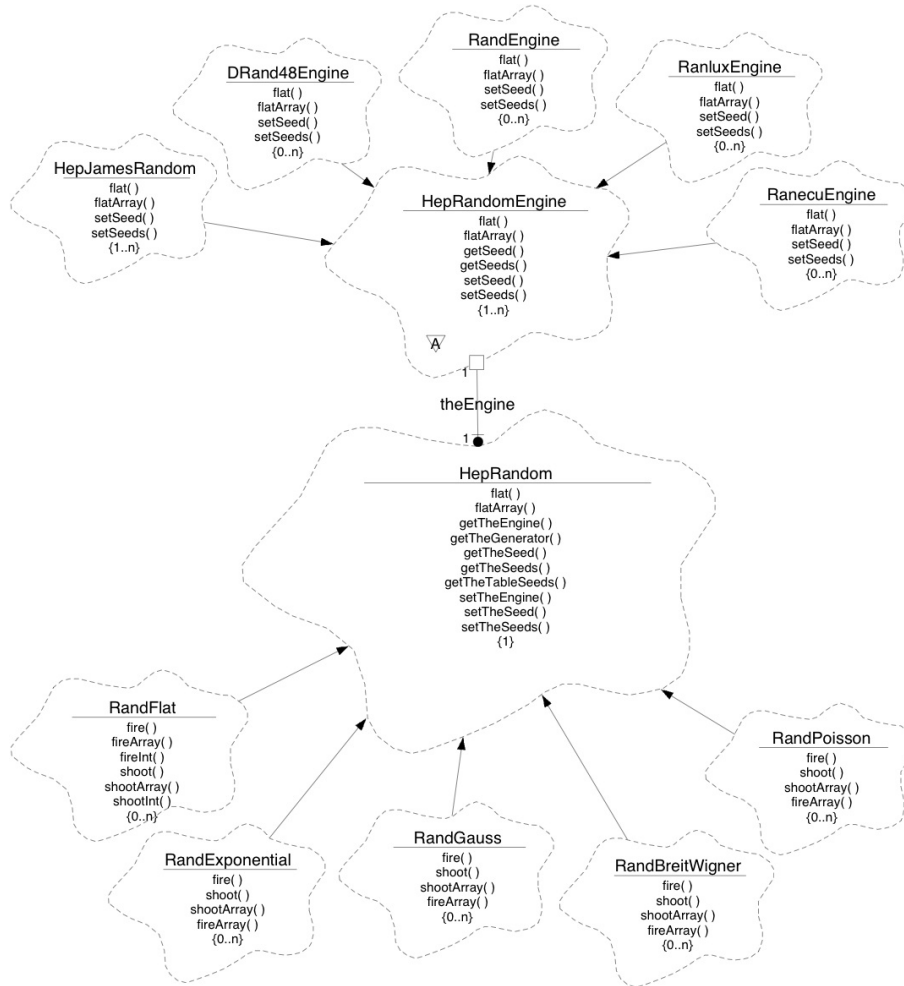 RandEngine
flat( )
flatArray( )
setSeed( )
setSeeds( )
{0..n}
DRand48Engine
flat( )
flatArray( )
setSeed( )
setSeeds( )
{0..n}
RanluxEngine
flat( )
flatArray( )
setSeed( )
setSeeds( )
{0..n}
HepJamesRandom
flat( )
flatArray( )
setSeed( )
setSeeds( )
{1..n}
HepRandomEngine
flat( )
flatArray( )
getSeed( )
getSeeds( )
setSeed( )
setSeeds( )
{1..n}
A
RanecuEngine
flat( )
flatArray( )
setSeed( )
setSeeds( )
{0..n}
1
theEngine
1
HepRandom
flat( )
flatArray( )
getTheEngine( )
getTheGenerator( )
getTheSeed( )
getTheSeeds( )
getTheTableSeeds( )
setTheEngine( )
setTheSeed( )
setTheSeeds( )
{1}
RandFlat
fire( )
fireArray( )
fireInt( )
shoot( )
shootArray( )
shootInt( )
{0..n}
RandPoisson
fire( )
shoot( )
shootArray( )
fireArray( )
{0..n}
RandExponential
fire( )
shoot( )
shootArray( )
fireArray( )
{0..n}
RandGauss
fire( )
shoot( )
shootArray( )
fireArray( )
{0..n}
RandBreitWigner
fire( )
shoot( )
shootArray( )
fireArray( )
{0..n}